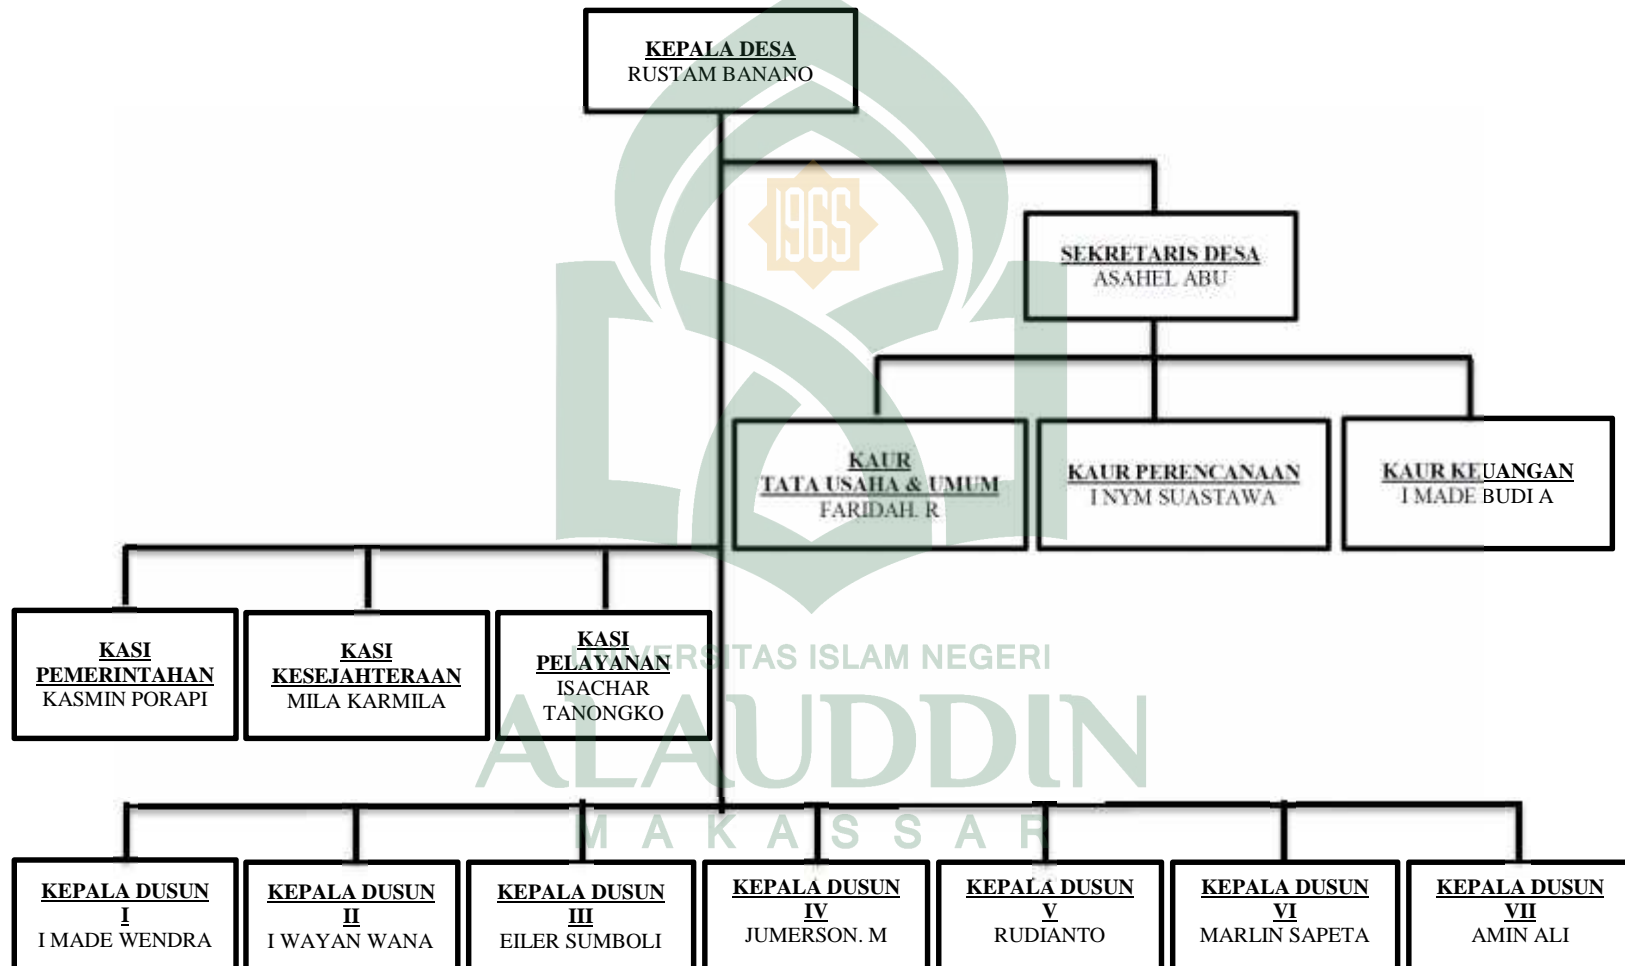 KEPALA DESA
RUSTAM BANANO
1965
SEKRETARIS DESA
ASAHEL ABU
KAUR
TATA USAHA & UMUM
FARIDAH. R
KAUR PERENCANAAN
I NYM SUASTAWA
KAUR KEUANGAN
I MADE BUDI A
KASI
PEMERINTAHAN
KASMIN PORAPI
KASI
KESEJAHTERAAN
MILA KARMILA
KASI
PELAYANAN
ISACHAR
TANONGKO
UNIVERSITAS ISLAM NEGERI
ALAUDDIN
MAKASSAR
KEPALA DUSUN
I
I MADE WENDRA
KEPALA DUSUN
II
I WAYAN WANA
KEPALA DUSUN
III
EILER SUMBOLI
KEPALA DUSUN
IV
JUMERSON. M
KEPALA DUSUN
V
RUDIANTO
KEPALA DUSUN
VI
MARLIN SAPETA
KEPALA DUSUN
VII
AMIN ALI